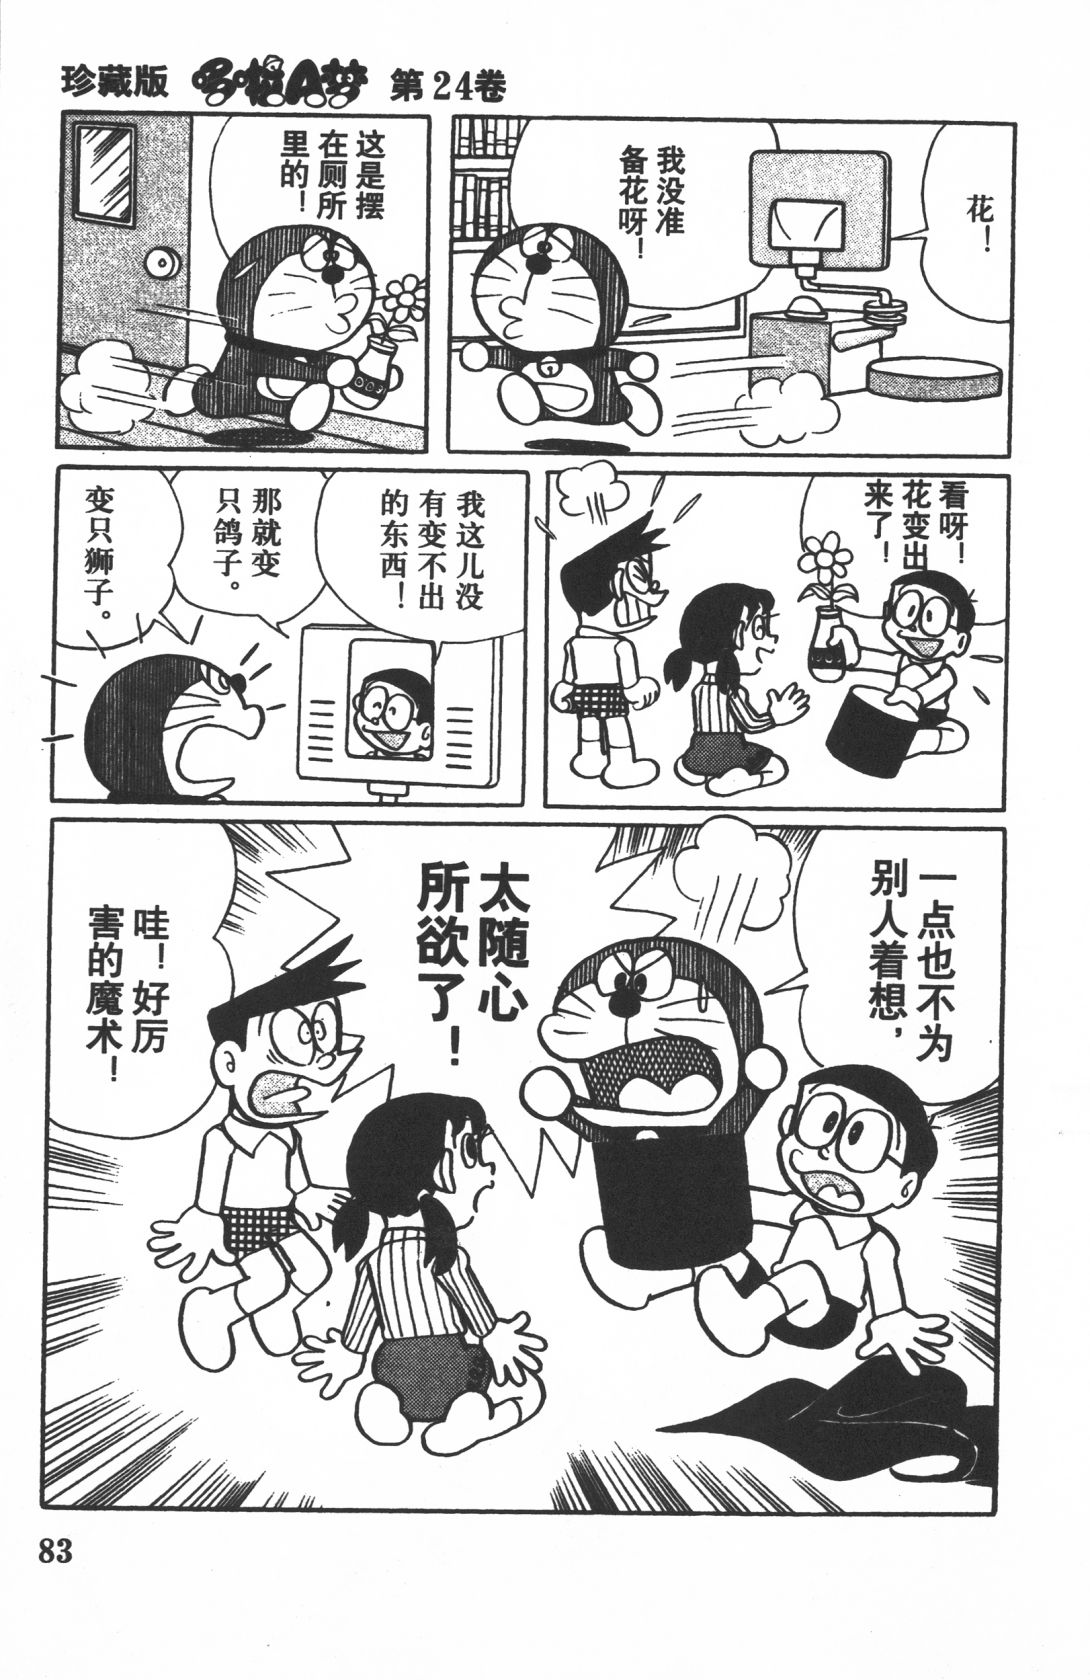 珍藏版 哆啦A梦 第24卷
花！
我没准
备花呀！
这是摆
在厕所
里的！
看呀！
花变出
来了！
我这儿没
有变不出
的东西！
那就变
只鸽子。
变只狮子。
一点也不为
别人着想，
太随心
所欲了！
哇！好厉
害的魔术！
83